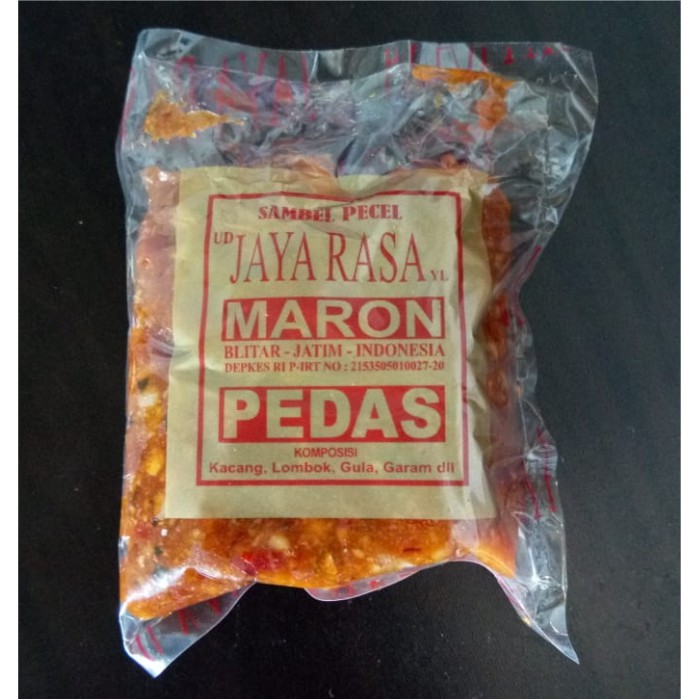 SAMBEL PECEL
UD JAYA RASA YL
MARON
BLITAR - JATIM - INDONESIA
DEPKES RI P-IRT NO : 2153505010027-20
PEDAS
KOMPOSISI
Kacang, Lombok, Gula, Garam dll